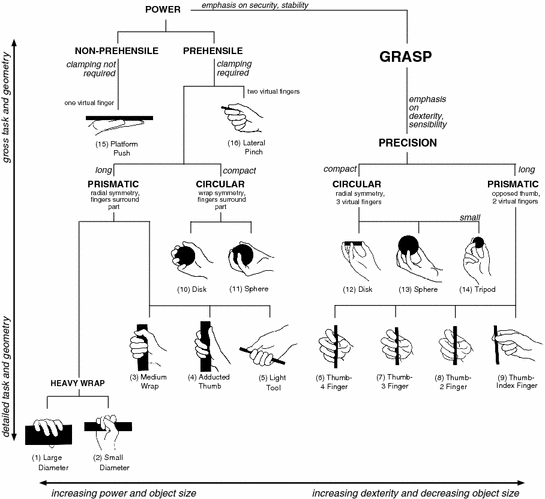 POWER
emphasis on security, stability
NON-PREHENSILE
PREHENSILE
clamping not
required
clamping
required
GRASP
one virtual finger
two virtual fingers
(15) Platform
Push
(16) Lateral
Pinch
emphasis
on
dexterity,
sensibility
PRECISION
gross task and geometry
long
compact
compact
long
PRISMATIC
radial symmetry,
fingers surround
part
CIRCULAR
wrap symmetry,
fingers surround
part
CIRCULAR
radial symmetry,
3 virtual fingers
PRISMATIC
opposed thumb,
2 virtual fingers
small
(10) Disk
(11) Sphere
(12) Disk
(13) Sphere
(14) Tripod
(3) Medium
Wrap
(4) Adducted
Thumb
(5) Light
Tool
(6) Thumb-
4 Finger
(7) Thumb-
3 Finger
(8) Thumb-
2 Finger
(9) Thumb-
Index Finger
HEAVY WRAP
detailed task and geometry
(1) Large
Diameter
(2) Small
Diameter
increasing power and object size
increasing dexterity and decreasing object size